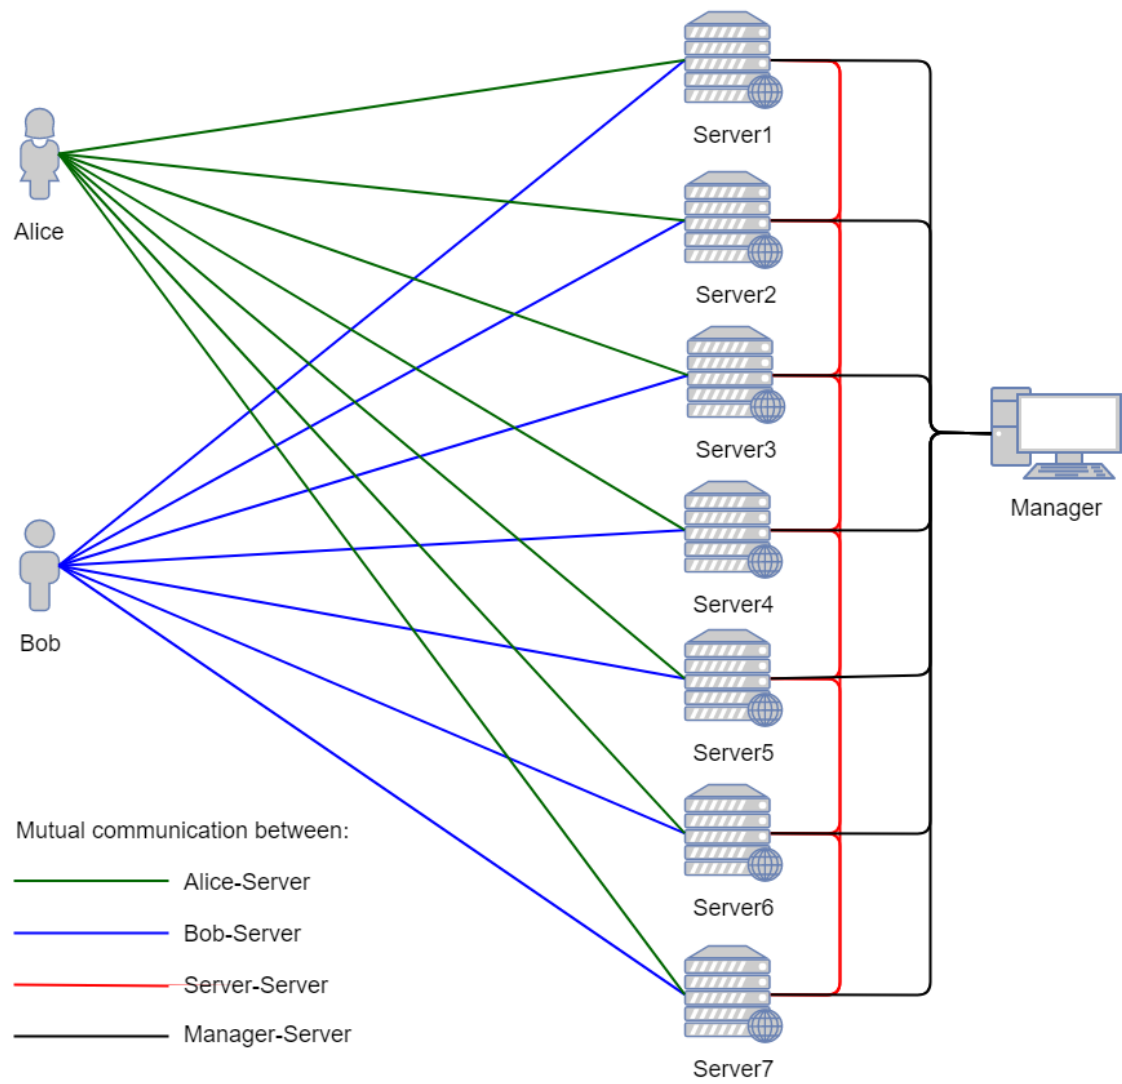 Server1
Alice
Server2
Server3
Manager
Server4
Bob
Server5
Mutual communication between:
Alice-Server
Server6
Bob-Server
Server-Server
Manager-Server
Server7